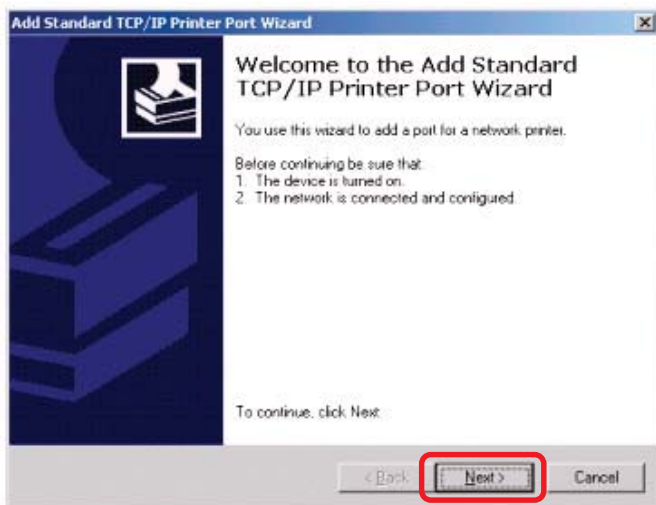 Add Standard TCP/IP Printer Port Wizard
Welcome to the Add Standard
TCP/IP Printer Port Wizard
You use this wizard to add a port for a network printer.
Before continuing be sure that:
1. The device is turned on.
2. The network is connected and configured.
To continue, click Next.
< Back
Next >
Cancel